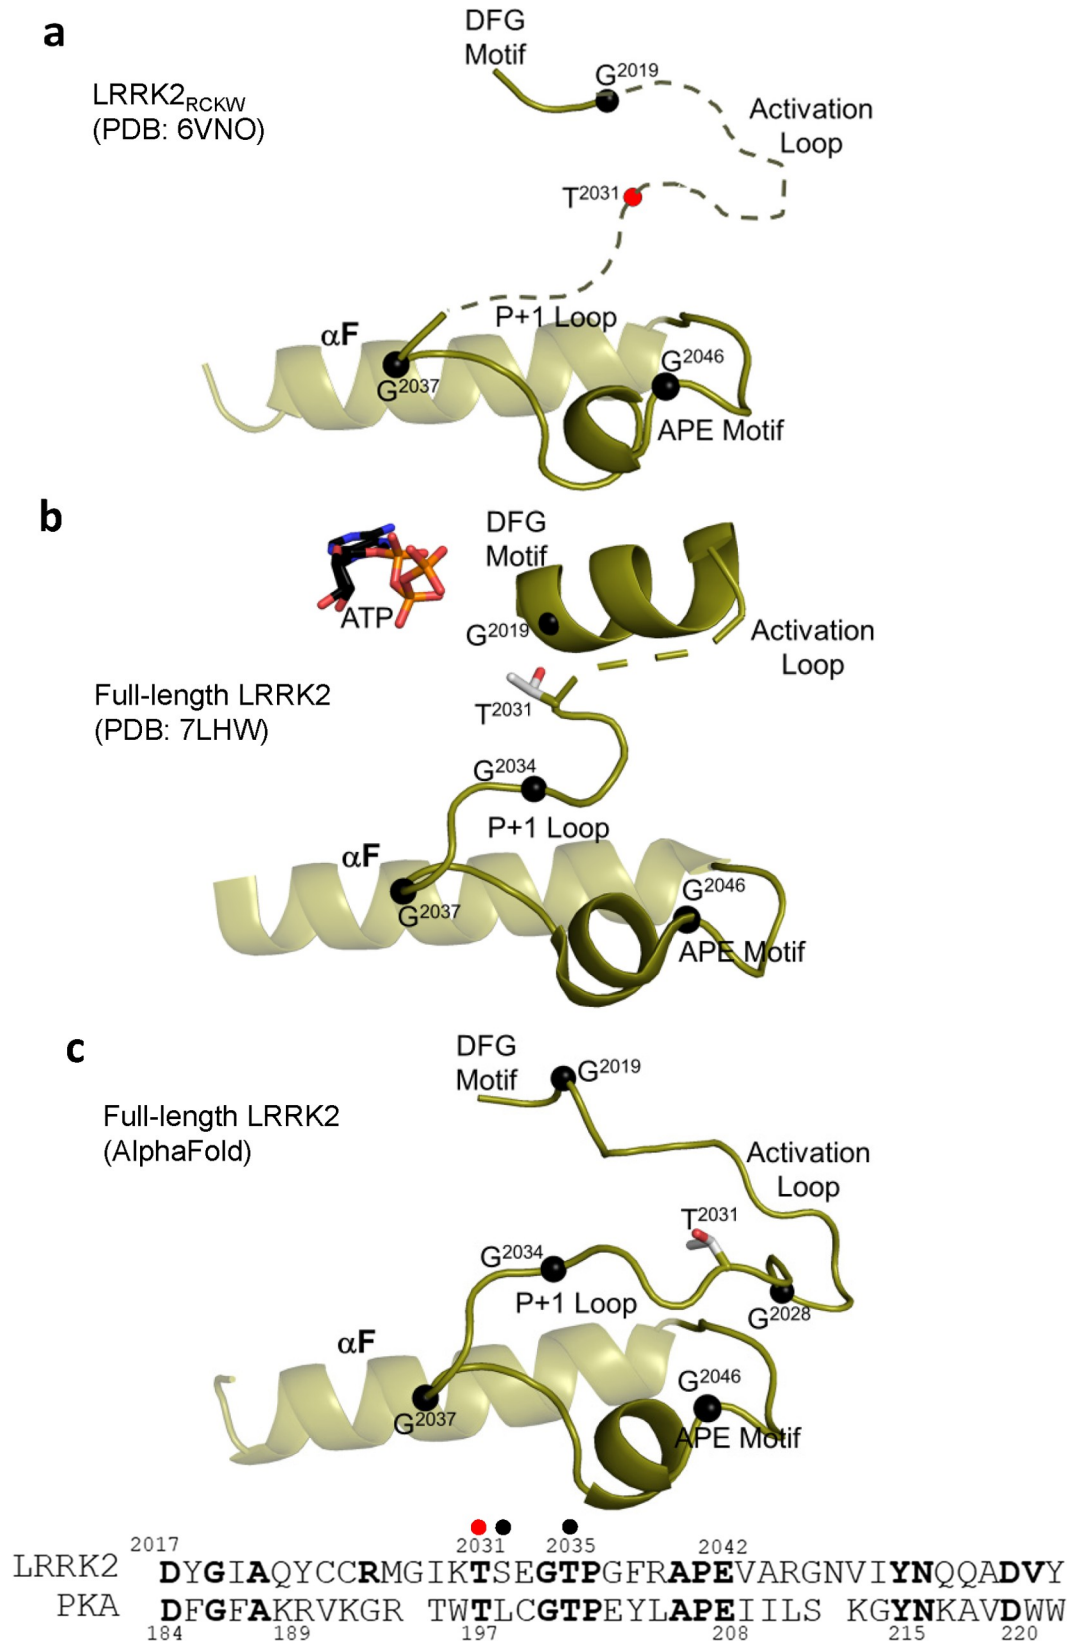 a
DFG
Motif
LRRK2RCKW
(PDB: 6VNO)
G2019
Activation
Loop
T2031
P+1 Loop
αF
G2037
G2046
APE Motif
b
DFG
Motif
ATP
G2019
Activation
Loop
Full-length LRRK2
(PDB: 7LHW)
T2031
G2034
P+1 Loop
αF
G2037
G2046
APE Motif
c
DFG
Motif
G2019
Full-length LRRK2
(AlphaFold)
Activation
Loop
T2031
G2034
P+1 Loop
G2028
αF
G2037
G2046
APE Motif
2017 2031 2035 2042
LRRK2 DYGIAQYCCRMGIKTSEGTPGFRAPEVARGNVIYNQQADVY
PKA DFGFAKRVKGR TWTLCGTPEYLAPEIILS KGYNKAVDWW
184 189 197 208 215 220